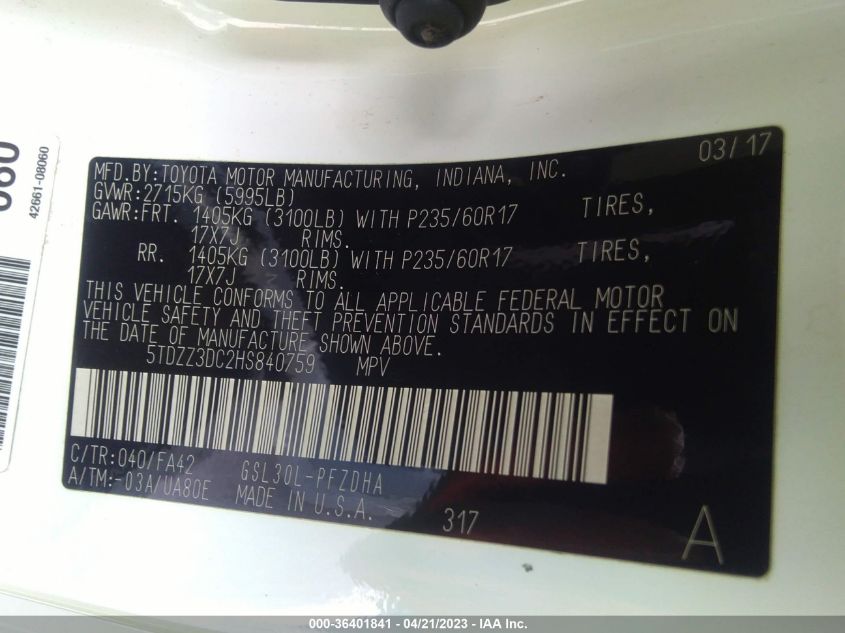 03/17
MFD.BY:TOYOTA MOTOR MANUFACTURING, INDIANA, INC.
GVWR:2715KG (5995LB)
GAWR:FRT. 1405KG (3100LB) WITH P235/60R17 TIRES,
17X7J RIMS.
RR. 1405KG (3100LB) WITH P235/60R17 TIRES,
17X7J RIMS.
THIS VEHICLE CONFORMS TO ALL APPLICABLE FEDERAL MOTOR
VEHICLE SAFETY AND THEFT PREVENTION STANDARDS IN EFFECT ON
THE DATE OF MANUFACTURE SHOWN ABOVE.
5TDZZ3DC2HS840759 MPV
C/TR:040/FA42 GSL30L-PFZDHA
A/TM:-03A/UA80E MADE IN U.S.A.
317
A
42661-08060
000-36401841 - 04/21/2023 - IAA Inc.